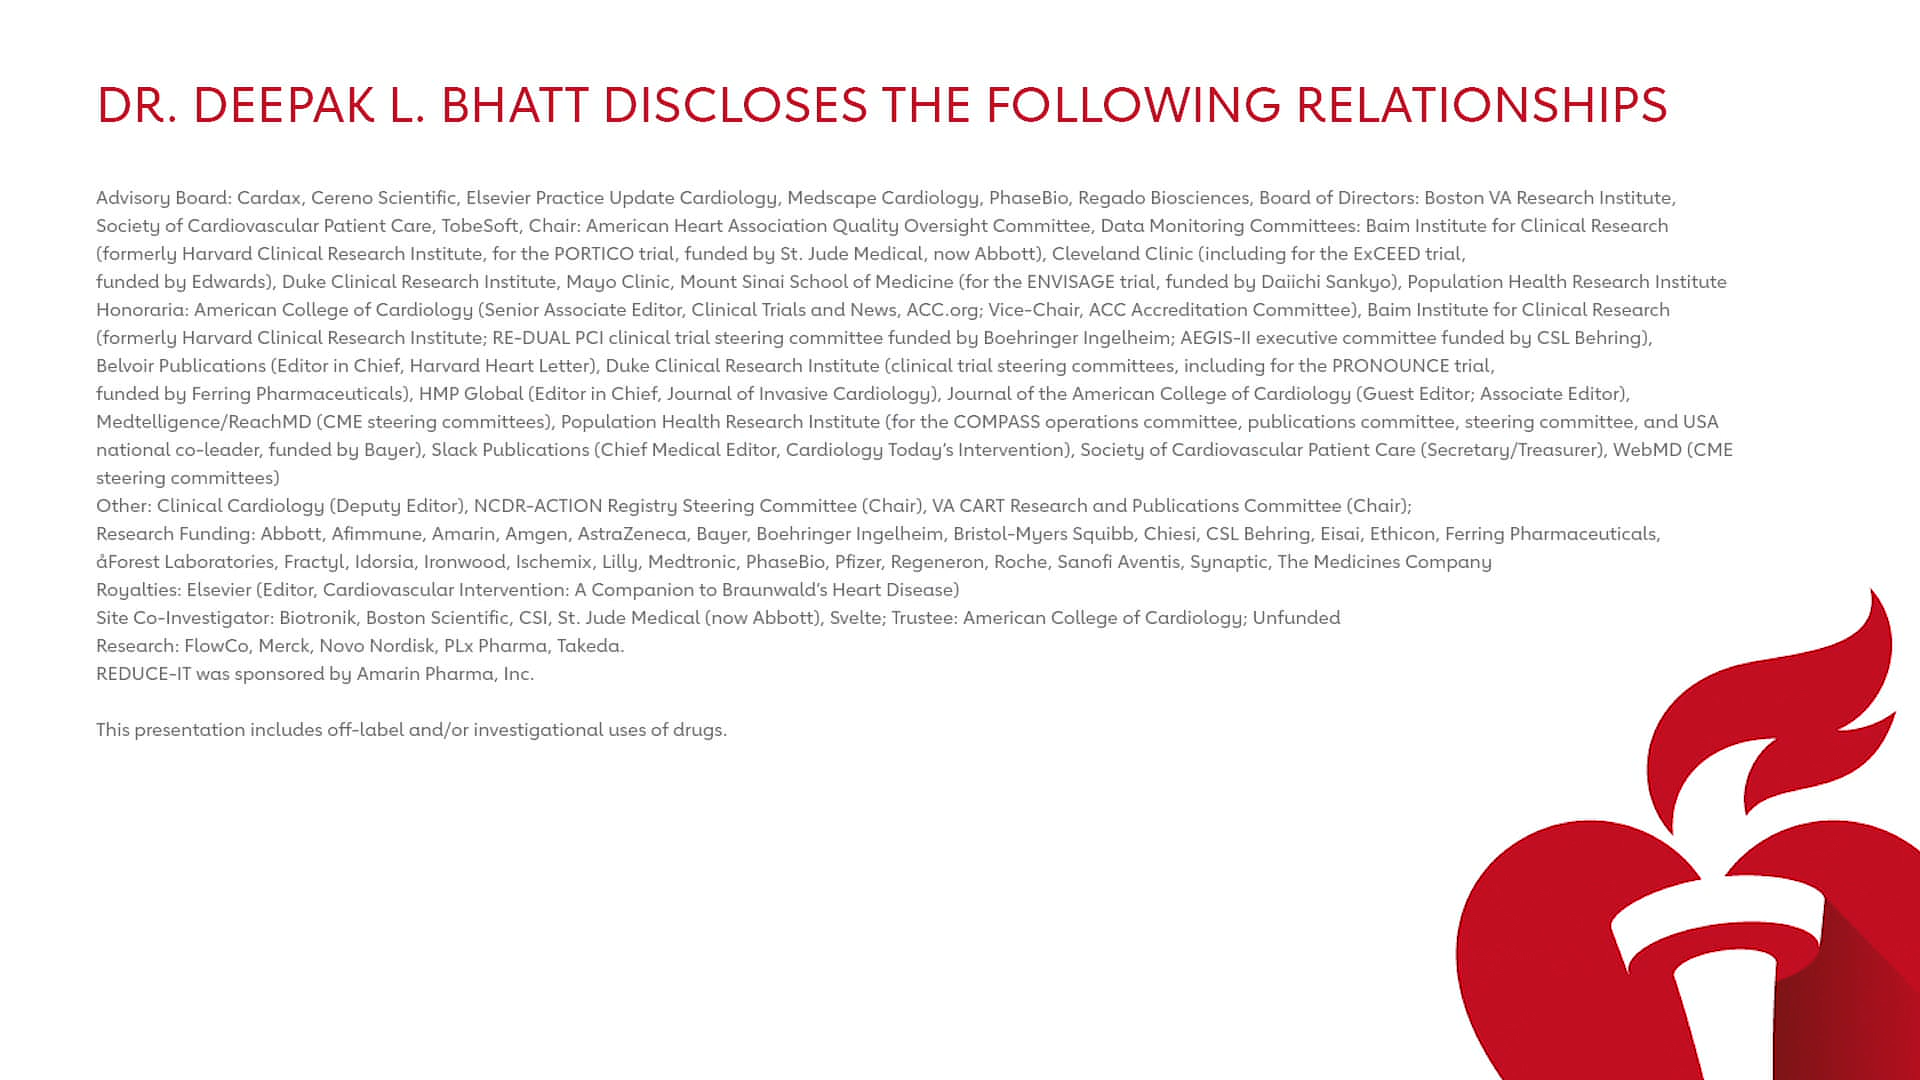 DR. DEEPAK L. BHATT DISCLOSES THE FOLLOWING RELATIONSHIPS
Advisory Board: Cardax, Cereno Scientific, Elsevier Practice Update Cardiology, Medscape Cardiology, PhaseBio, Regado Biosciences, Board of Directors: Boston VA Research Institute,
Society of Cardiovascular Patient Care, TobeSoft, Chair: American Heart Association Quality Oversight Committee, Data Monitoring Committees: Baim Institute for Clinical Research
(formerly Harvard Clinical Research Institute, for the PORTICO trial, funded by St. Jude Medical, now Abbott), Cleveland Clinic (including for the ExCEED trial,
funded by Edwards), Duke Clinical Research Institute, Mayo Clinic, Mount Sinai School of Medicine (for the ENVISAGE trial, funded by Daiichi Sankyo), Population Health Research Institute
Honoraria: American College of Cardiology (Senior Associate Editor, Clinical Trials and News, ACC.org; Vice-Chair, ACC Accreditation Committee), Baim Institute for Clinical Research
(formerly Harvard Clinical Research Institute; RE-DUAL PCI clinical trial steering committee funded by Boehringer Ingelheim; AEGIS-II executive committee funded by CSL Behring),
Belvoir Publications (Editor in Chief, Harvard Heart Letter), Duke Clinical Research Institute (clinical trial steering committees, including for the PRONOUNCE trial,
funded by Ferring Pharmaceuticals), HMP Global (Editor in Chief, Journal of Invasive Cardiology), Journal of the American College of Cardiology (Guest Editor; Associate Editor),
Medtelligence/ReachMD (CME steering committees), Population Health Research Institute (for the COMPASS operations committee, publications committee, steering committee, and USA
national co-leader, funded by Bayer), Slack Publications (Chief Medical Editor, Cardiology Today's Intervention), Society of Cardiovascular Patient Care (Secretary/Treasurer), WebMD (CME
steering committees)
Other: Clinical Cardiology (Deputy Editor), NCDR-ACTION Registry Steering Committee (Chair), VA CART Research and Publications Committee (Chair);
Research Funding: Abbott, Afimmune, Amarin, Amgen, AstraZeneca, Bayer, Boehringer Ingelheim, Bristol-Myers Squibb, Chiesi, CSL Behring, Eisai, Ethicon, Ferring Pharmaceuticals,
åForest Laboratories, Fractyl, Idorsia, Ironwood, Ischemix, Lilly, Medtronic, PhaseBio, Pfizer, Regeneron, Roche, Sanofi Aventis, Synaptic, The Medicines Company
Royalties: Elsevier (Editor, Cardiovascular Intervention: A Companion to Braunwald's Heart Disease)
Site Co-Investigator: Biotronik, Boston Scientific, CSI, St. Jude Medical (now Abbott), Svelte; Trustee: American College of Cardiology; Unfunded
Research: FlowCo, Merck, Novo Nordisk, PLx Pharma, Takeda.
REDUCE-IT was sponsored by Amarin Pharma, Inc.
This presentation includes off-label and/or investigational uses of drugs.